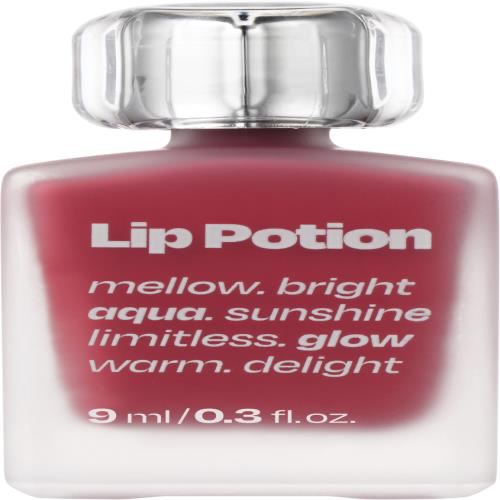 Lip Potion
mellow. bright
aqua. sunshine
limitless. glow
warm. delight
9 ml/0.3 fl.oz.